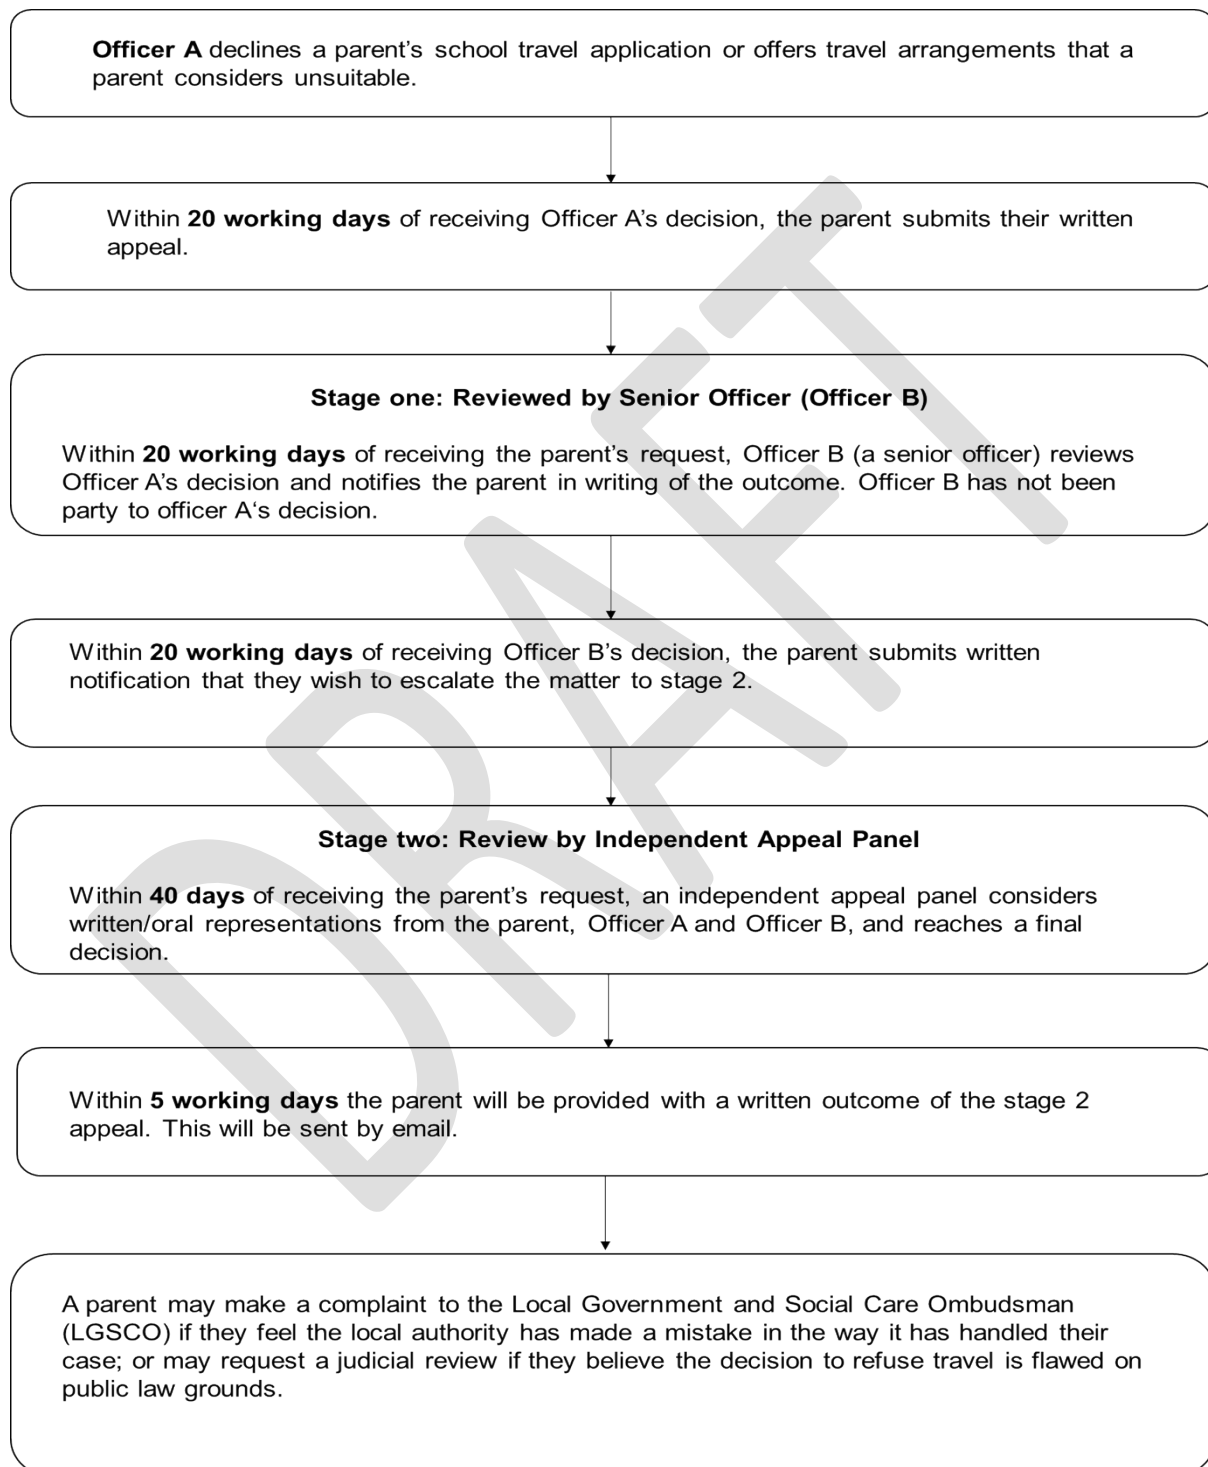 Officer A declines a parent’s school travel application or offers travel arrangements that a
parent considers unsuitable.
Within 20 working days of receiving Officer A’s decision, the parent submits their written
appeal.
Stage one: Reviewed by Senior Officer (Officer B)
Within 20 working days of receiving the parent’s request, Officer B (a senior officer) reviews
Officer A’s decision and notifies the parent in writing of the outcome. Officer B has not been
party to officer A‘s decision.
Within 20 working days of receiving Officer B’s decision, the parent submits written
notification that they wish to escalate the matter to stage 2.
Stage two: Review by Independent Appeal Panel
Within 40 days of receiving the parent’s request, an independent appeal panel considers
written/oral representations from the parent, Officer A and Officer B, and reaches a final
decision.
Within 5 working days the parent will be provided with a written outcome of the stage 2
appeal. This will be sent by email.
A parent may make a complaint to the Local Government and Social Care Ombudsman
(LGSCO) if they feel the local authority has made a mistake in the way it has handled their
case; or may request a judicial review if they believe the decision to refuse travel is flawed on
public law grounds.
DRAFT